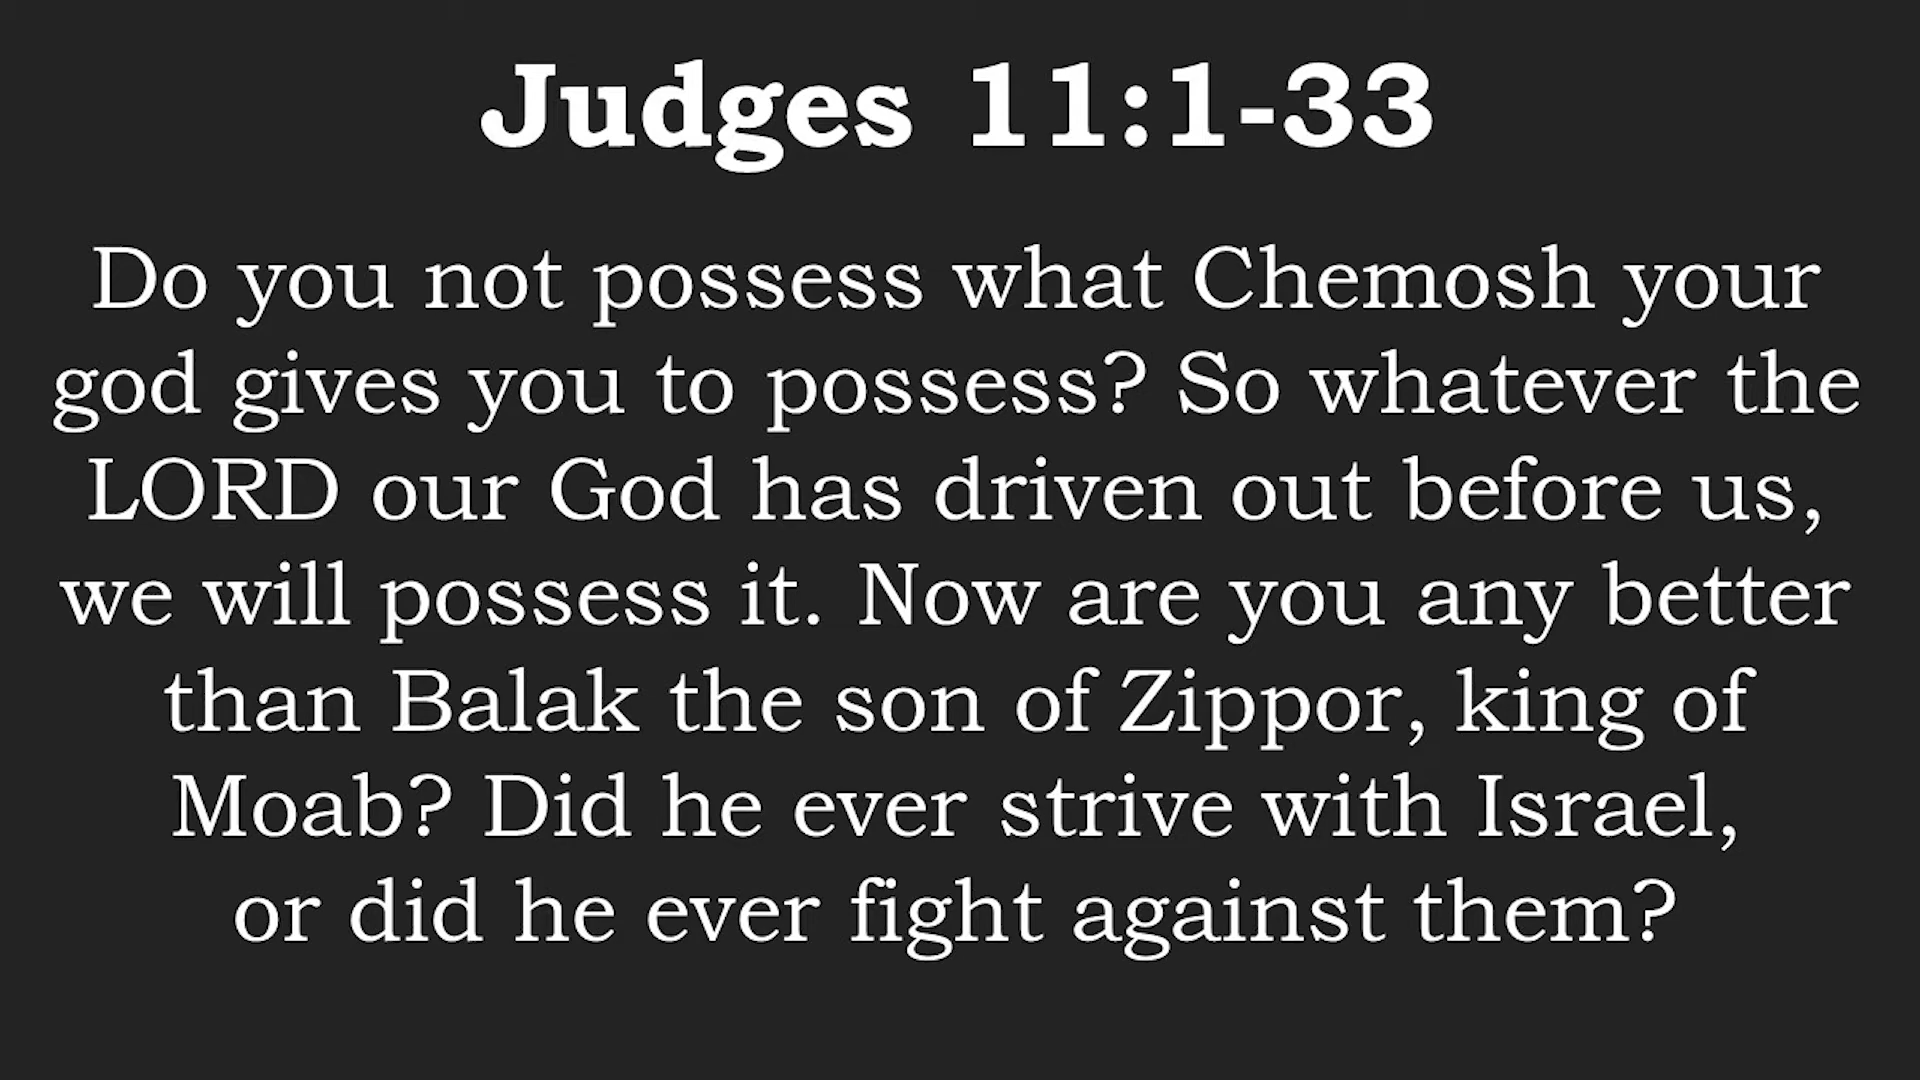 Judges 11:1-33
Do you not possess what Chemosh your
god gives you to possess? So whatever the
LORD our God has driven out before us,
we will possess it. Now are you any better
than Balak the son of Zippor, king of
Moab? Did he ever strive with Israel,
or did he ever fight against them?